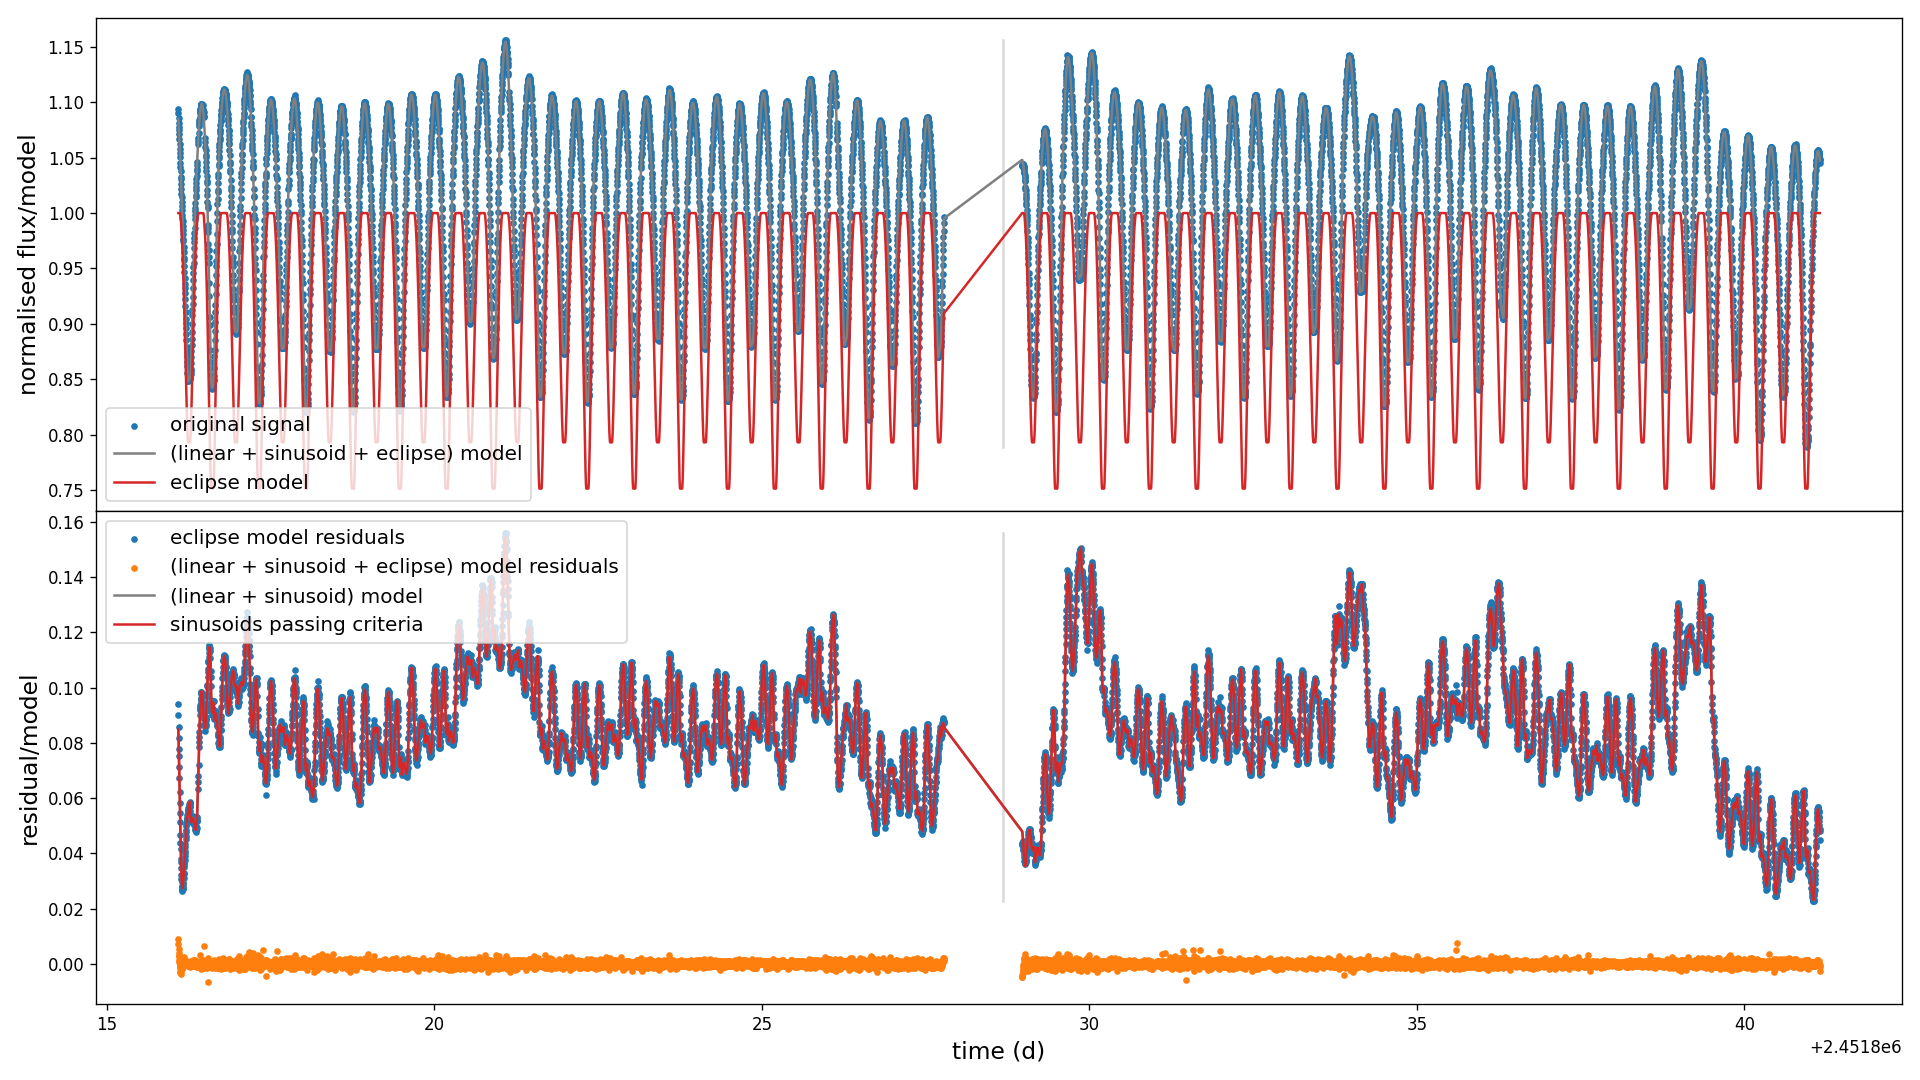 normalised flux/model
1.15
1.10
1.05
1.00
0.95
0.90
0.85
0.80
0.75
original signal
(linear + sinusoid + eclipse) model
eclipse model
residual/model
0.16
0.14
0.12
0.10
0.08
0.06
0.04
0.02
0.00
eclipse model residuals
(linear + sinusoid + eclipse) model residuals
(linear + sinusoid) model
sinusoids passing criteria
15 20 25 30 35 40
time (d)
+2.4518e6